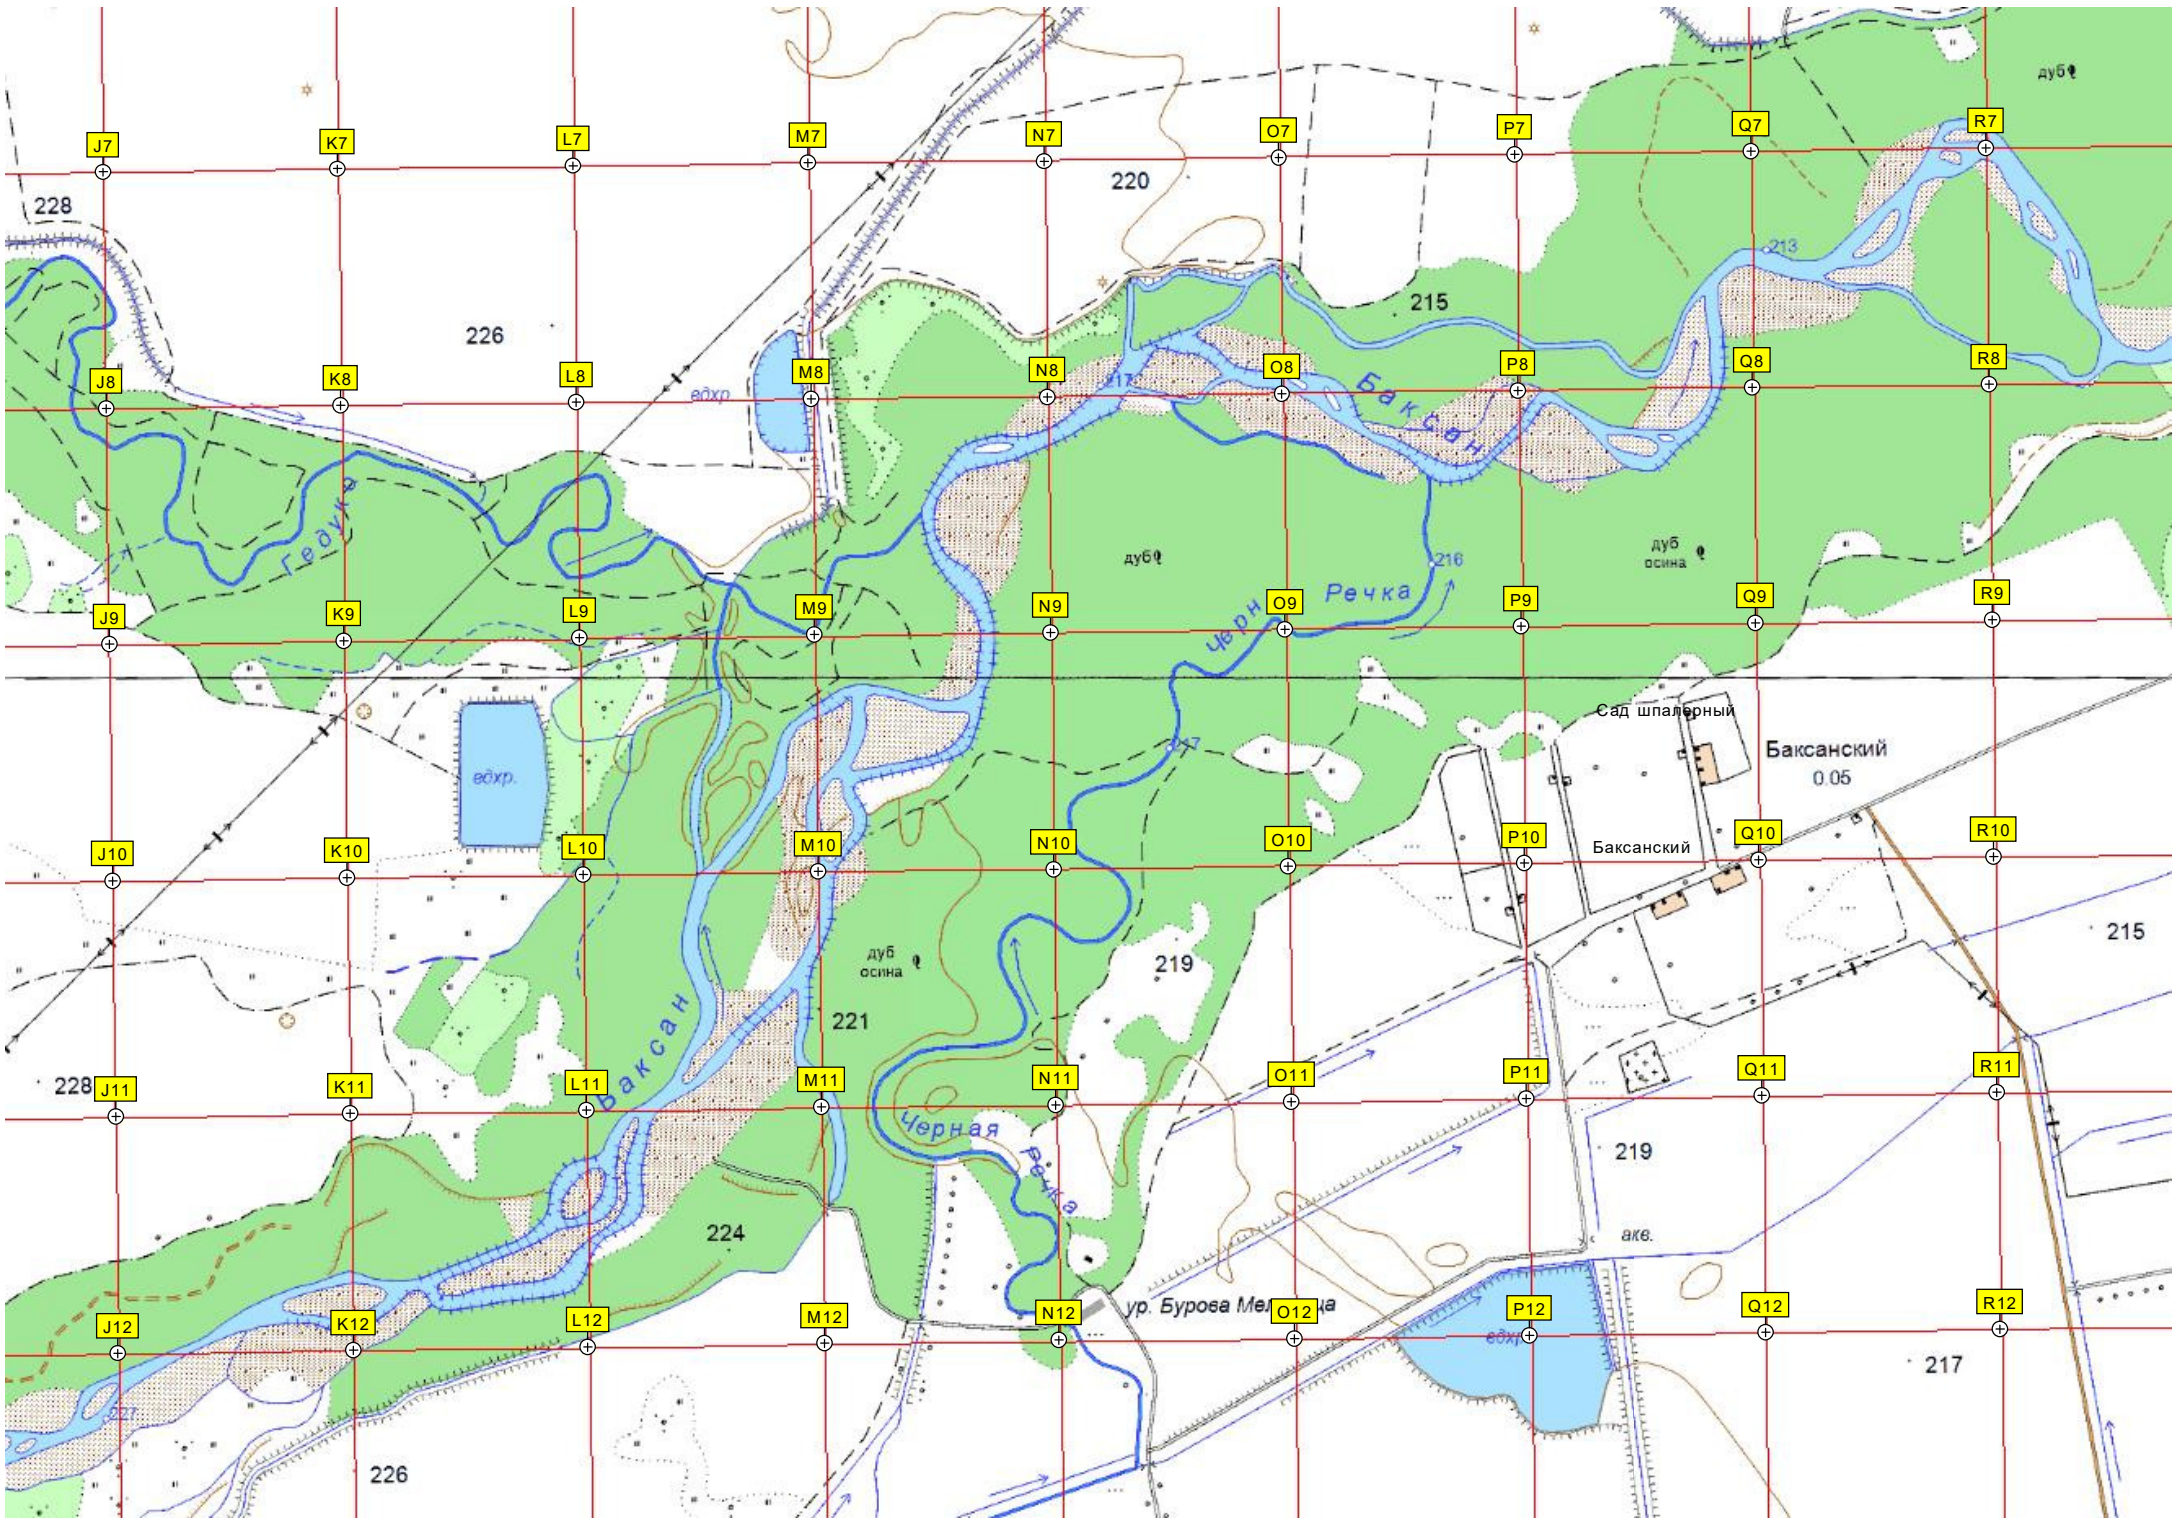 дуб
J7
K7
L7
M7
N7
O7
P7
Q7
R7
228
220
213
226
215
J8
K8
L8
M8
N8
O8
P8
Q8
R8
вдхр.
217
Баксан
Гедуко
дуб
216
дуб
осина
Речка
Черн
J9
K9
L9
M9
N9
O9
P9
Q9
R9
Сад шпалерный
217
Баксанский
0.05
вдхр.
J10
K10
L10
M10
N10
O10
P10
Q10
R10
Баксанский
215
дуб
осина
219
221
Баксан
228
J11
K11
L11
M11
N11
O11
P11
Q11
R11
Черная
Речка
219
224
акв.
ур. Бурова Мельница
J12
K12
L12
M12
N12
O12
P12
Q12
R12
вдхр.
217
227
226